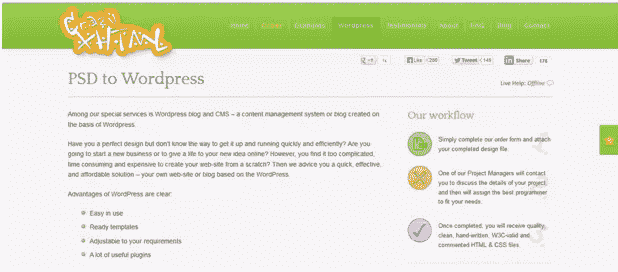 Crazy XHTML
Home Order Contacts Wordpress Testimonials About FAQ Blog Contacts
Like 200 Tweet 148 Share 176
PSD to Wordpress
Live Help: Offline
Among our special services is Wordpress blog and CMS – a content management system or blog created on
the basis of Wordpress.
Have you a perfect design but don't know the way to get it up and running quickly and efficiently? Are you
going to start a new business or to give a life to your new idea online? However, you find it too complicated,
time consuming and expensive to create your web-site from a scratch? Then we advice you a quick, effective,
and affordable solution – your own web-site or blog based on the Wordpress.
Advantages of WordPress are clear:
Easy in use
Ready templates
Adjustable to your requirements
A lot of useful plugins
Our workflow
Simply complete our order form and attach
your completed design file.
One of our Project Managers will contact
you to discuss the details of your project
and then will assign the best programmer
to fit your needs.
Once completed, you will receive quality,
clean, hand-written, W3C-valid and
commented HTML & CSS files.